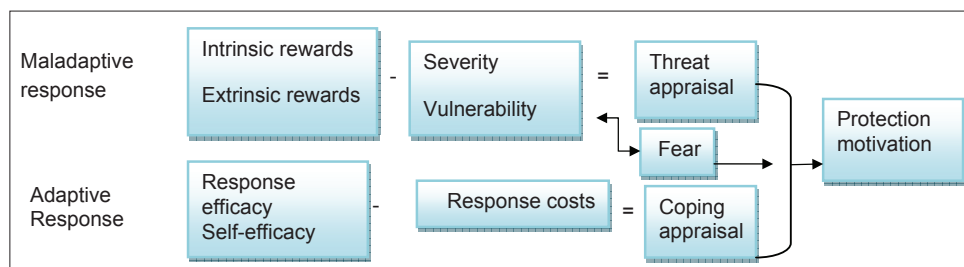 Maladaptive
response
Intrinsic rewards
Extrinsic rewards
-
Severity
Vulnerability
=
Threat
appraisal
Fear
Protection
motivation
Adaptive
Response
Response
efficacy
Self-efficacy
-
Response costs
=
Coping
appraisal